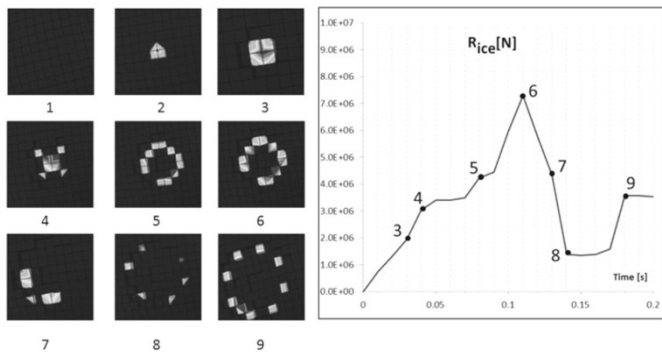 1 2 3
4 5 6
7 8 9
R_ice[N]
1.0E+07
9.0E+06
8.0E+06
7.0E+06
6.0E+06
5.0E+06
4.0E+06
3.0E+06
2.0E+06
1.0E+06
0.0E+00
3
4
5
6
7
8
9
Time [s]
0 0.05 0.1 0.15 0.2